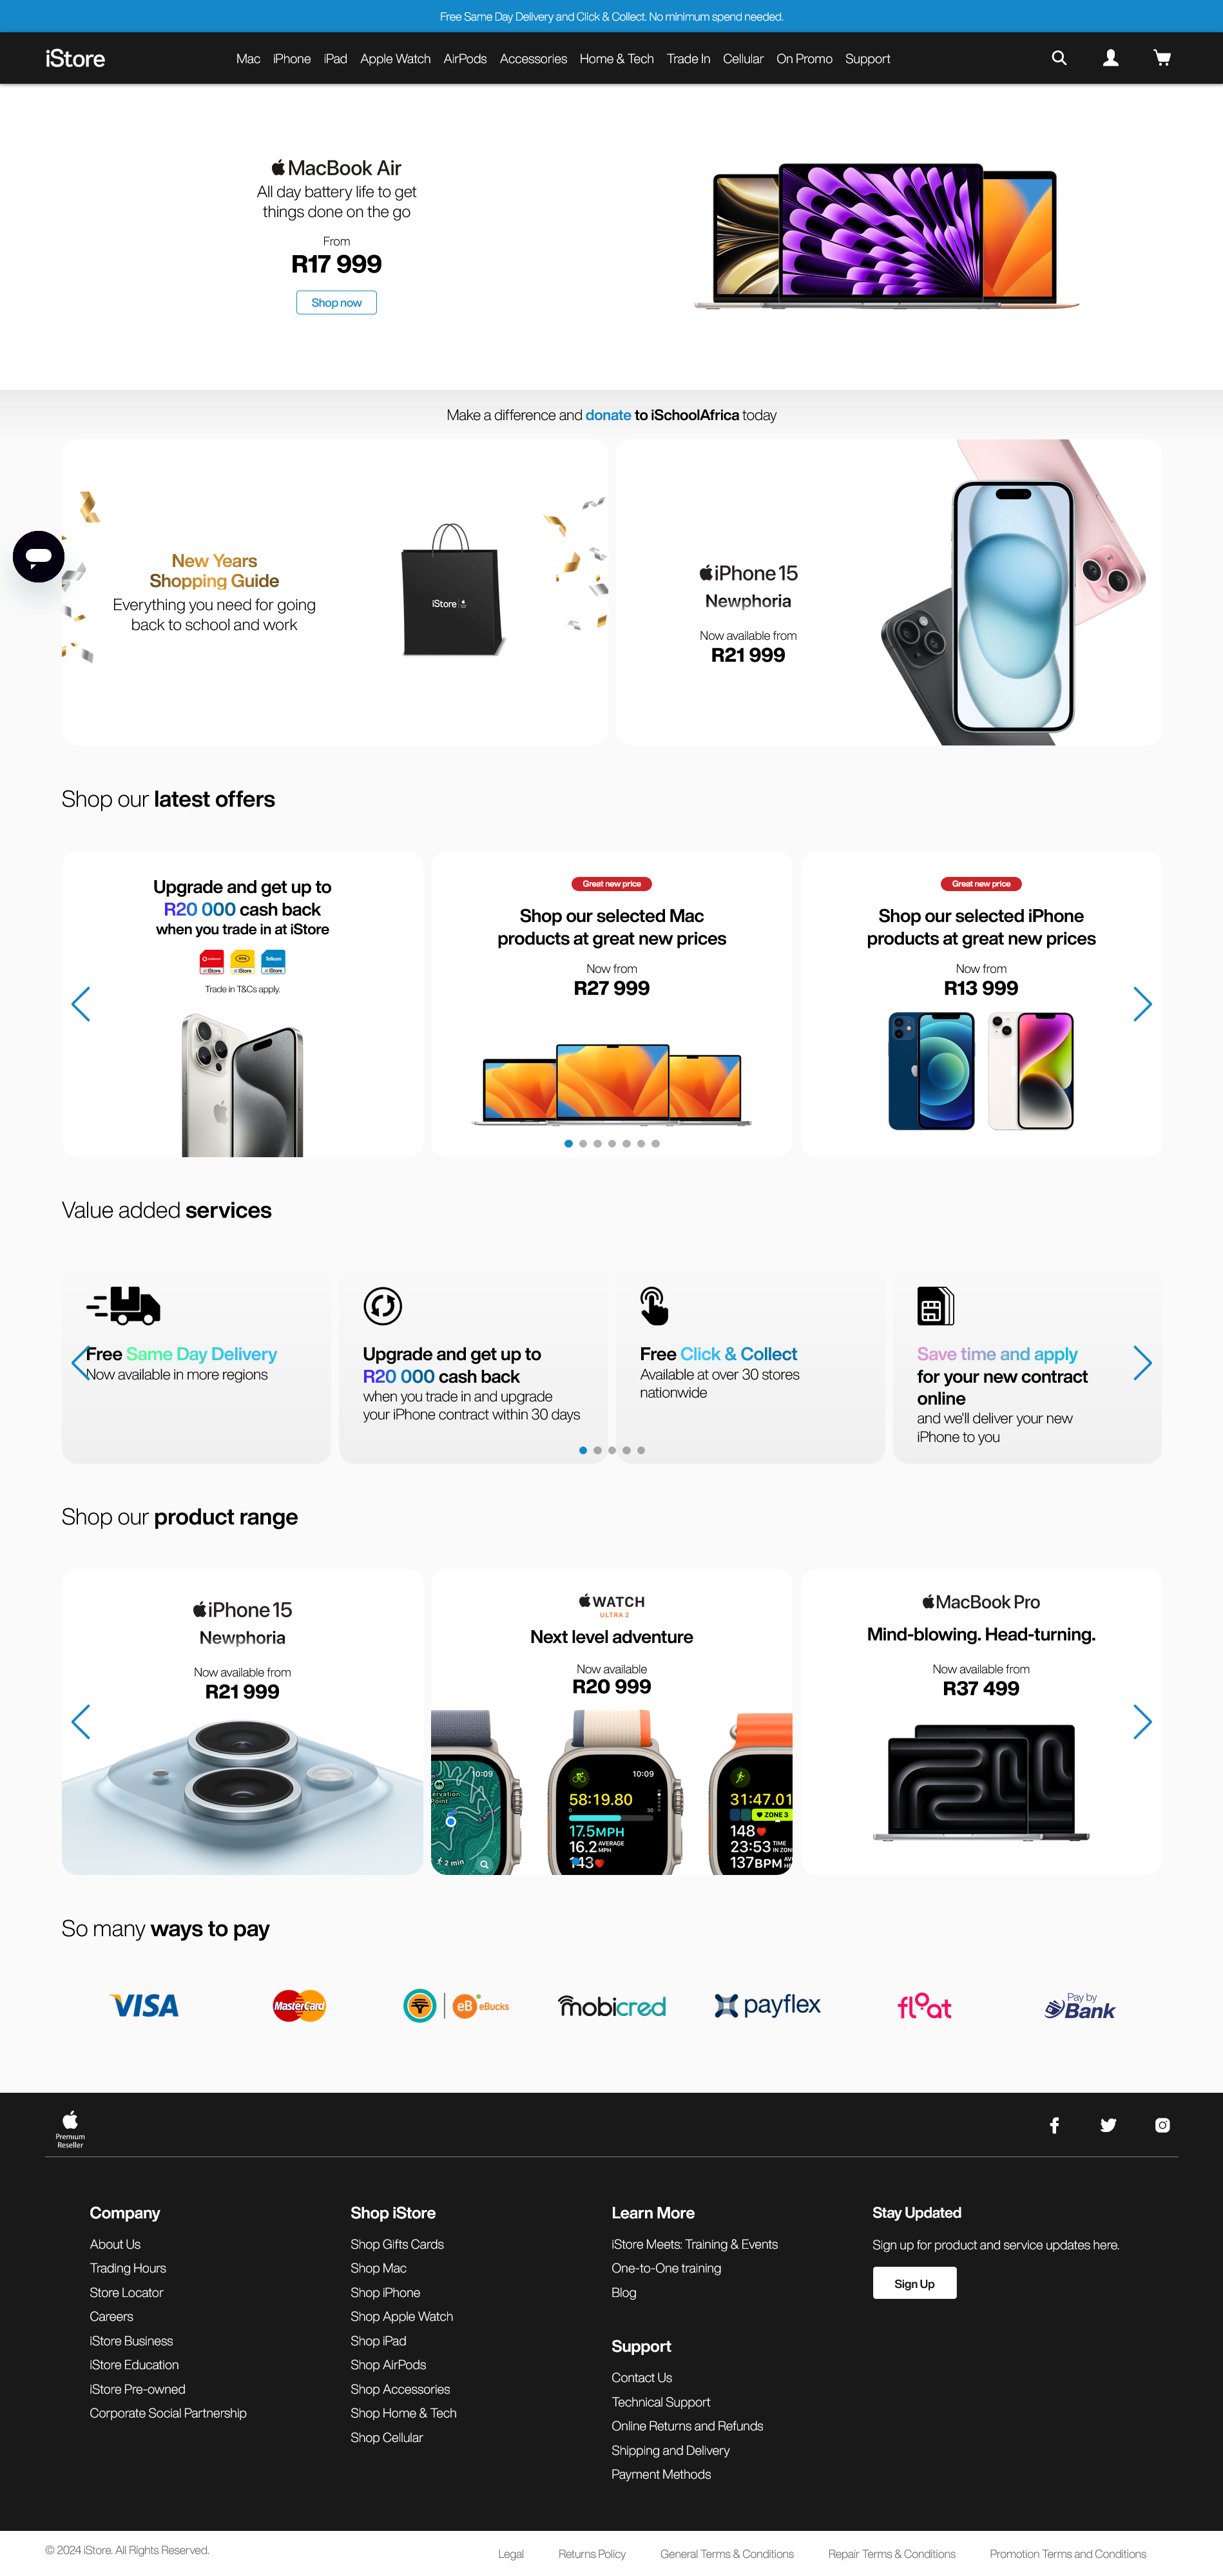 Free Same Day Delivery and Click & Collect. No minimum spend needed.
iStore
Mac iPhone iPad Apple Watch AirPods Accessories Home & Tech Trade In Cellular On Promo Support
MacBook Air
All day battery life to get
things done on the go
From
R17 999
Shop now
Make a difference and donate to iSchoolAfrica today
New Years
Shopping Guide
Everything you need for going
back to school and work
iStore
iPhone 15
Newphoria
Now available from
R21 999
Shop our latest offers
Upgrade and get up to
R20 000 cash back
when you trade in at iStore
iStore iStore iStore
Telkom
Trade in T&Cs apply.
Great new price
Shop our selected Mac
products at great new prices
Now from
R27 999
Great new price
Shop our selected iPhone
products at great new prices
Now from
R13 999
Value added services
Free Same Day Delivery
Now available in more regions
Upgrade and get up to
R20 000 cash back
when you trade in and upgrade
your iPhone contract within 30 days
Free Click & Collect
Available at over 30 stores
nationwide
Save time and apply
for your new contract
online
and we'll deliver your new
iPhone to you
Shop our product range
iPhone 15
Newphoria
Now available from
R21 999
WATCH
ULTRA 2
Next level adventure
Now available
R20 999
10:09
Point
2 min
10:09
58:19.80
0 30
17.5MPH
16.2 AVERAGE MPH
143
31:47.01
ZONE 3
148
23:53 TIME
137BPM
MacBook Pro
Mind-blowing. Head-turning.
Now available from
R37 499
So many ways to pay
VISA
MasterCard
eB eBucks
mobicred
payflex
float
Pay by
Bank
Premium
Reseller
Company
About Us
Trading Hours
Store Locator
Careers
iStore Business
iStore Education
iStore Pre-owned
Corporate Social Partnership
Shop iStore
Shop Gifts Cards
Shop Mac
Shop iPhone
Shop Apple Watch
Shop iPad
Shop AirPods
Shop Accessories
Shop Home & Tech
Shop Cellular
Learn More
iStore Meets: Training & Events
One-to-One training
Blog
Support
Contact Us
Technical Support
Online Returns and Refunds
Shipping and Delivery
Payment Methods
Stay Updated
Sign up for product and service updates here.
Sign Up
© 2024 iStore. All Rights Reserved.
Legal Returns Policy General Terms & Conditions Repair Terms & Conditions Promotion Terms and Conditions